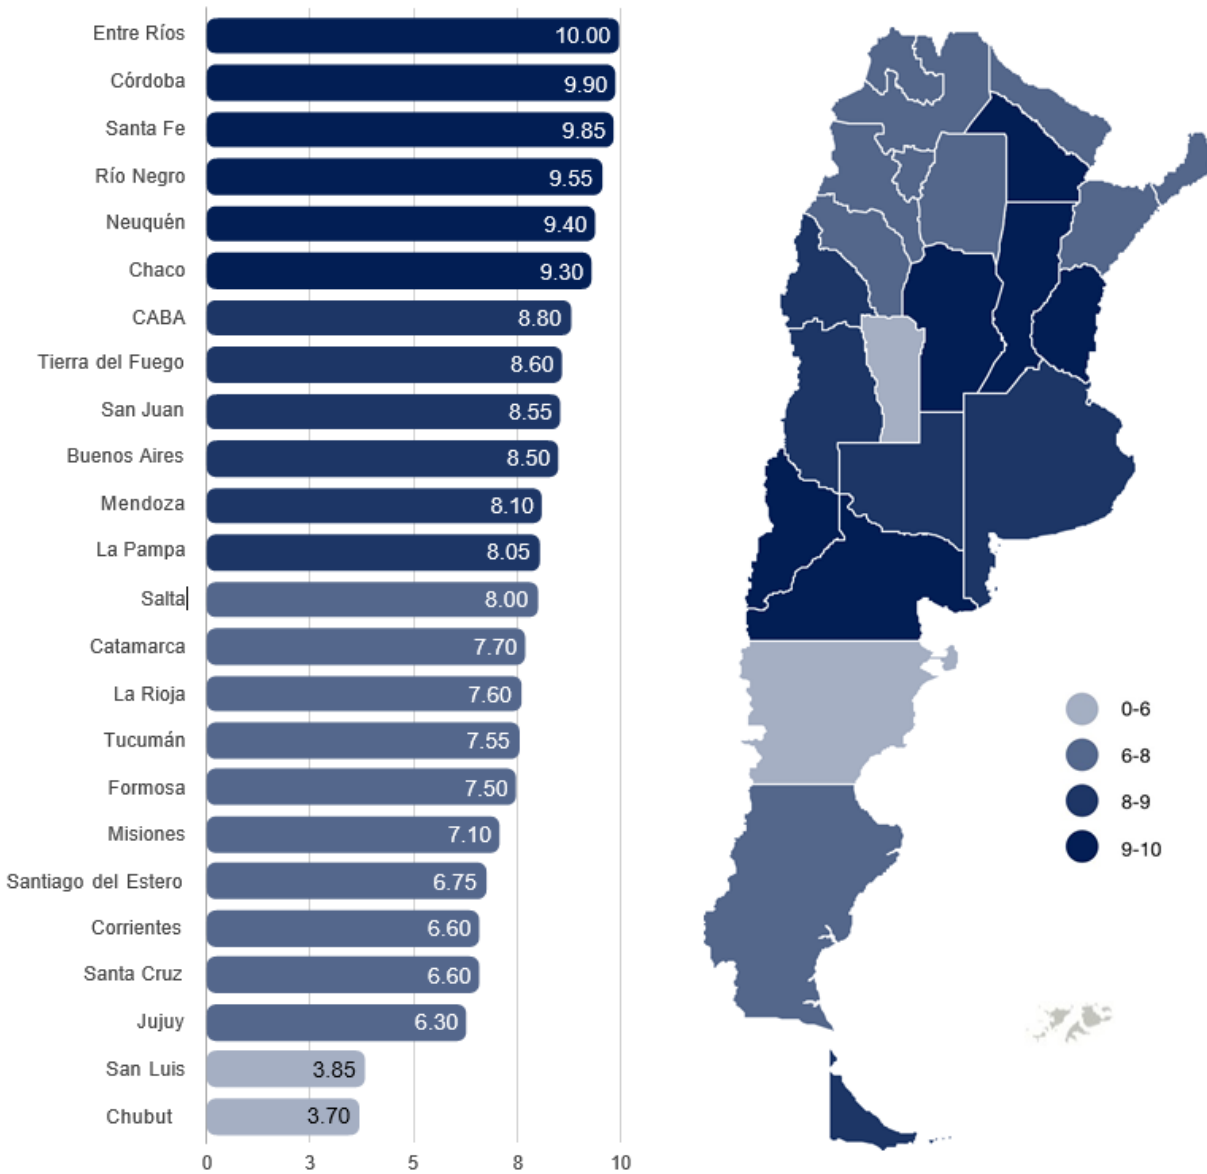 Entre Ríos 10.00
Córdoba 9.90
Santa Fe 9.85
Río Negro 9.55
Neuquén 9.40
Chaco 9.30
CABA 8.80
Tierra del Fuego 8.60
San Juan 8.55
Buenos Aires 8.50
Mendoza 8.10
La Pampa 8.05
Salta 8.00
Catamarca 7.70
La Rioja 7.60
Tucumán 7.55
Formosa 7.50
Misiones 7.10
Santiago del Estero 6.75
Corrientes 6.60
Santa Cruz 6.60
Jujuy 6.30
San Luis 3.85
Chubut 3.70
0 3 5 8 10
0-6
6-8
8-9
9-10